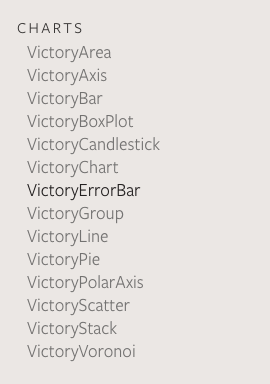 CHARTS
VictoryArea
VictoryAxis
VictoryBar
VictoryBoxPlot
VictoryCandlestick
VictoryChart
VictoryErrorBar
VictoryGroup
VictoryLine
VictoryPie
VictoryPolarAxis
VictoryScatter
VictoryStack
VictoryVoronoi